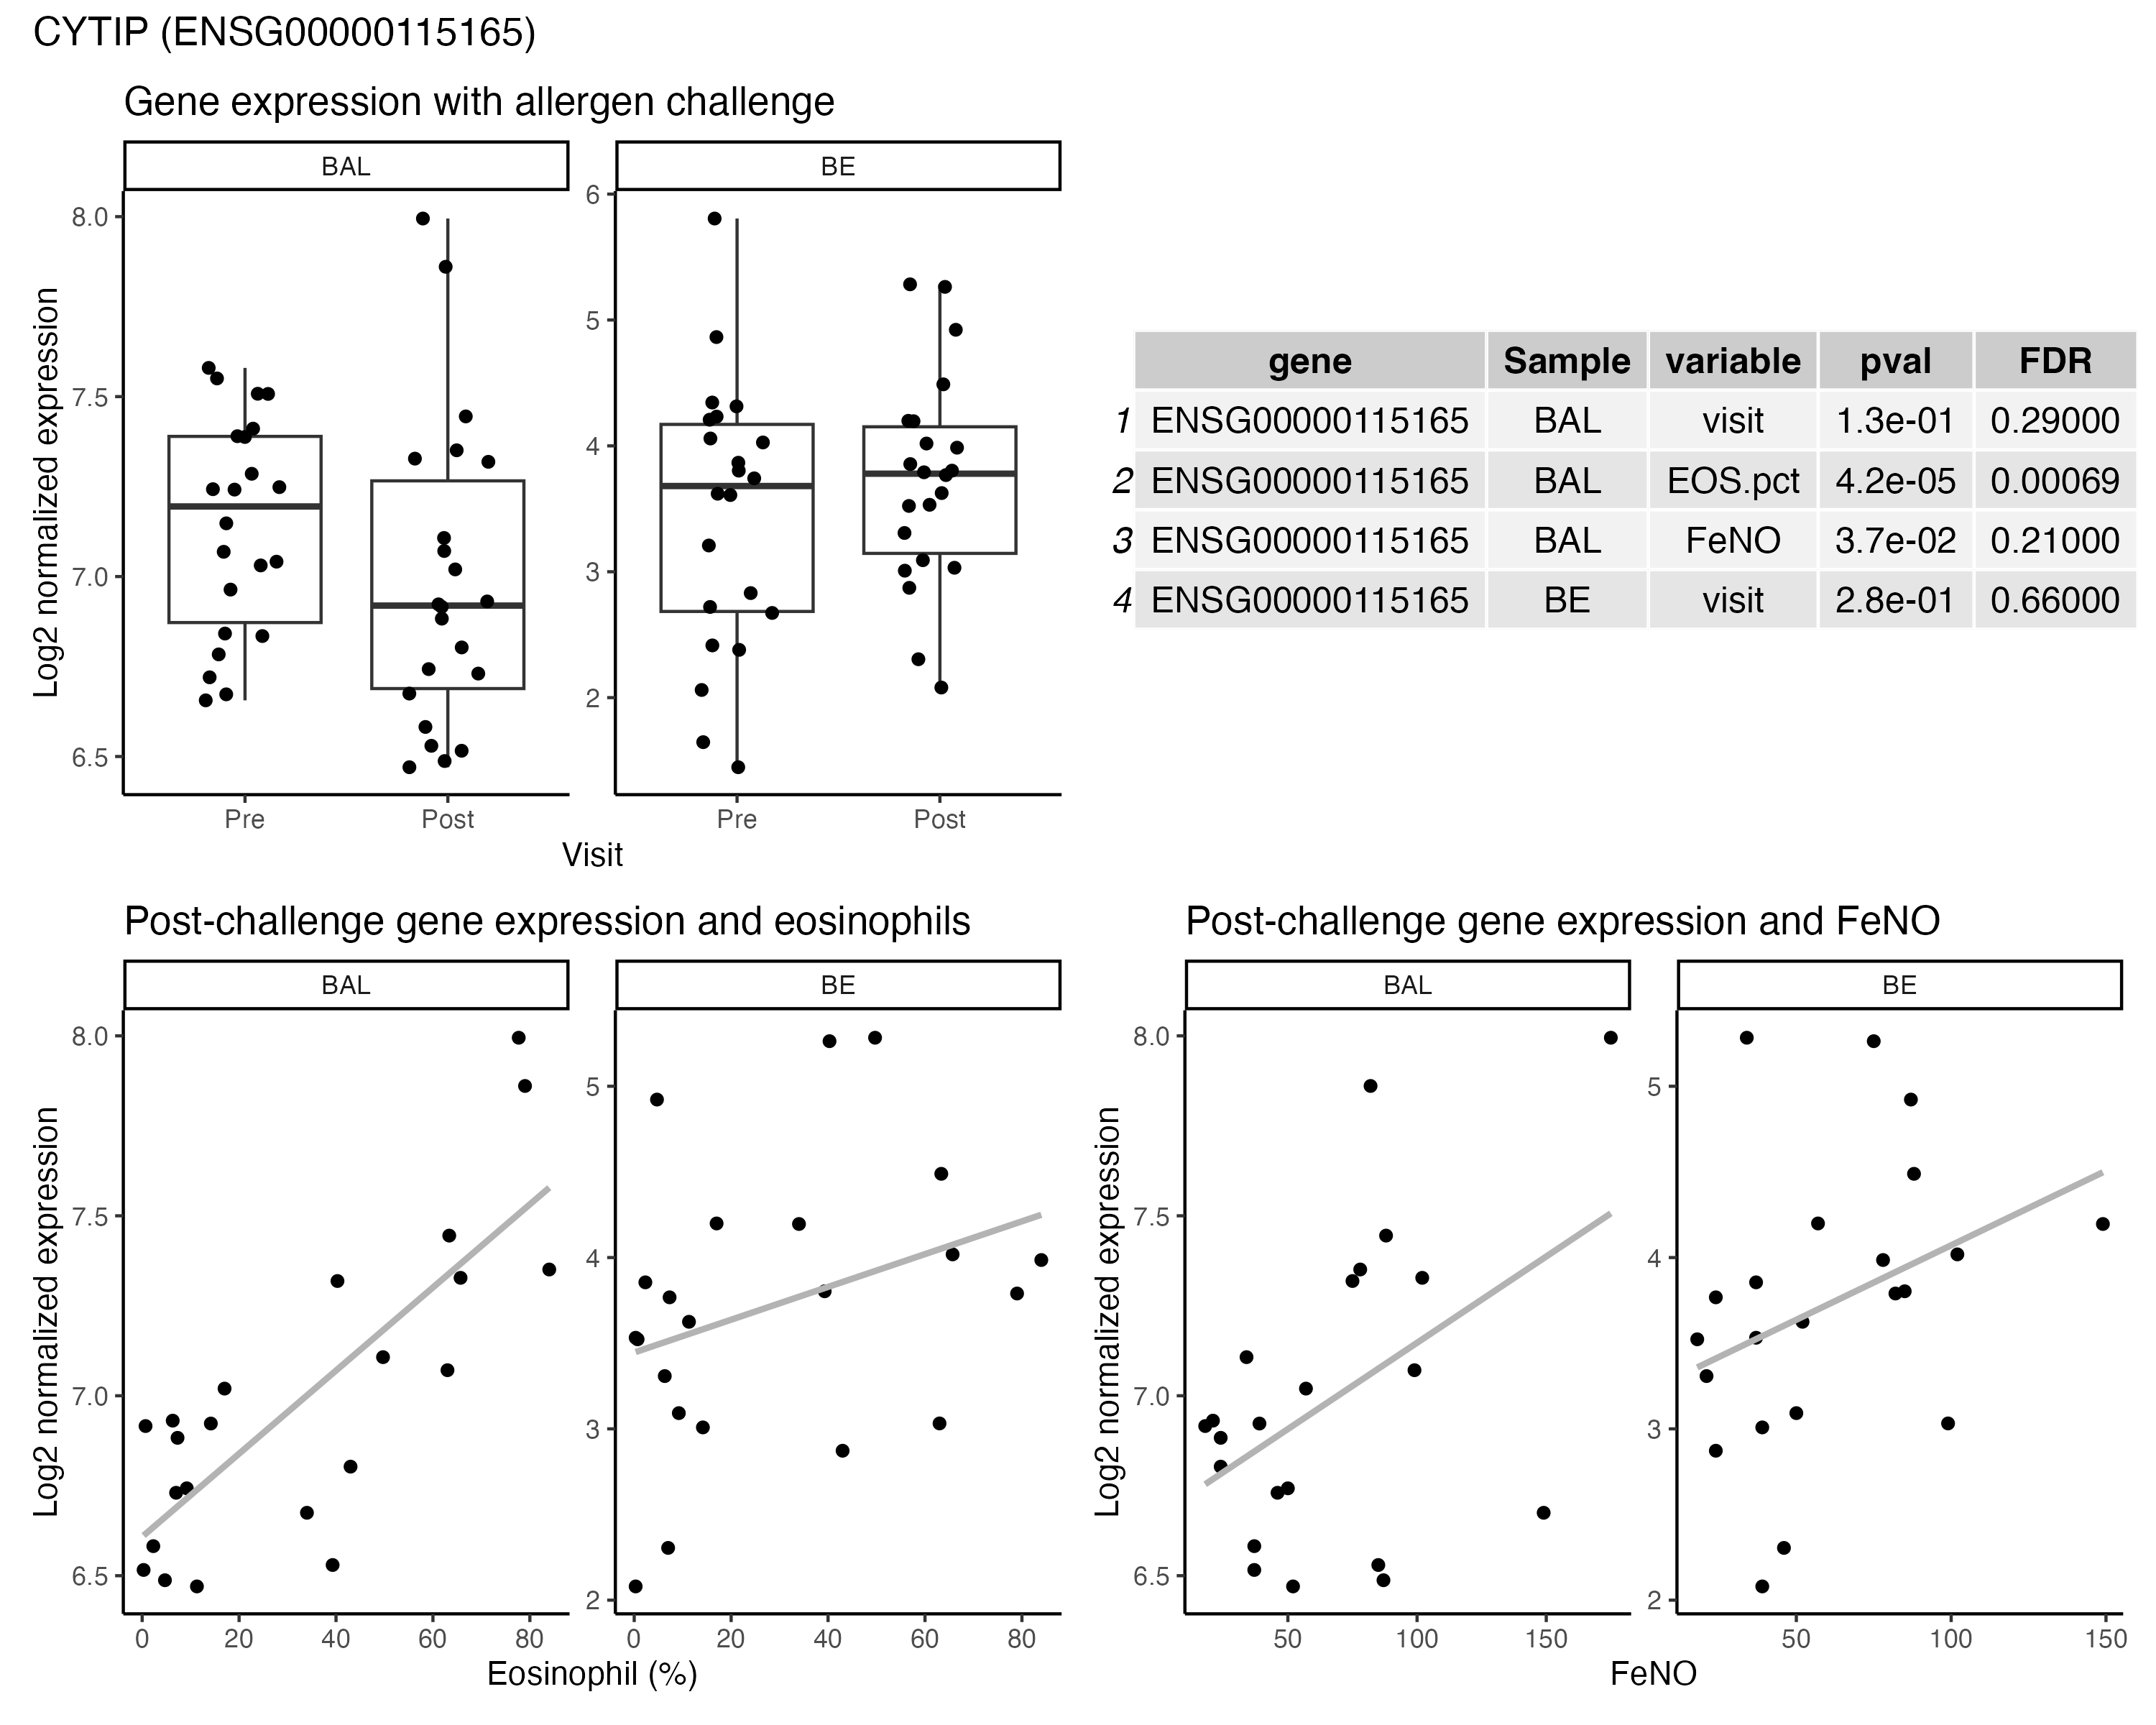 CYTIP (ENSG00000115165)
Gene expression with allergen challenge
BAL
BE
Log2 normalized expression
8.0
7.5
7.0
6.5
6
5
4
3
2
Pre
Post
Pre
Post
Visit
gene Sample variable pval FDR
1 ENSG00000115165 BAL visit 1.3e-01 0.29000
2 ENSG00000115165 BAL EOS.pct 4.2e-05 0.00069
3 ENSG00000115165 BAL FeNO 3.7e-02 0.21000
4 ENSG00000115165 BE visit 2.8e-01 0.66000
Post-challenge gene expression and eosinophils
BAL
BE
Log2 normalized expression
8.0
7.5
7.0
6.5
5
4
3
2
0 20 40 60 80
0 20 40 60 80
Eosinophil (%)
Post-challenge gene expression and FeNO
BAL
BE
Log2 normalized expression
8.0
7.5
7.0
6.5
5
4
3
2
50 100 150
50 100 150
FeNO